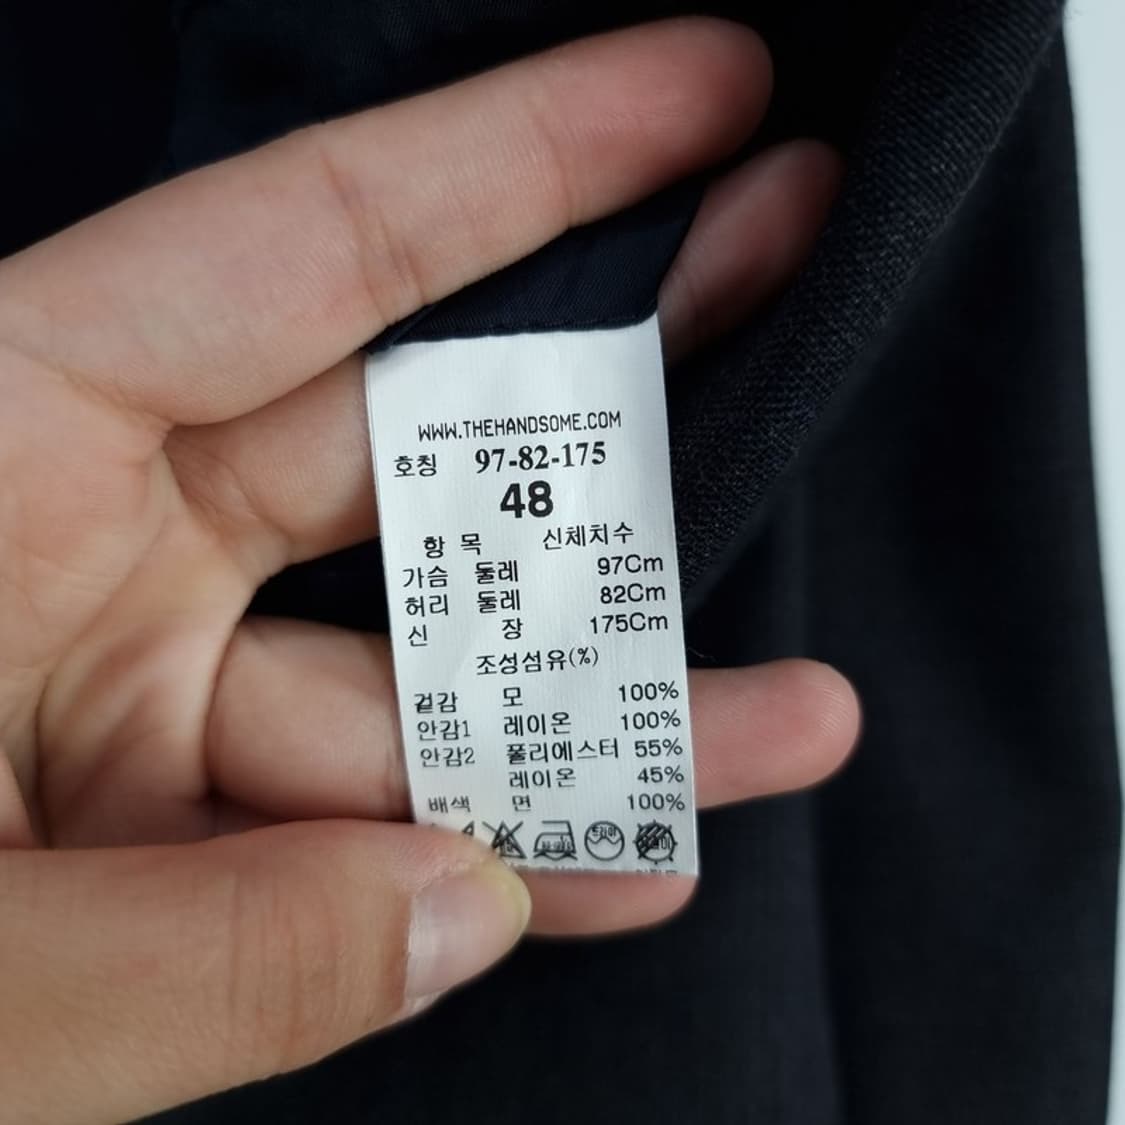 WWW.THEHANDSOME.COM
호칭 97-82-175
48
항 목 신체치수
가슴 둘레 97Cm
허리 둘레 82Cm
신 장 175Cm
조성섬유(%)
겉감 모 100%
안감1 레이온 100%
안감2 폴리에스터 55%
레이온 45%
배색 면 100%
드라이